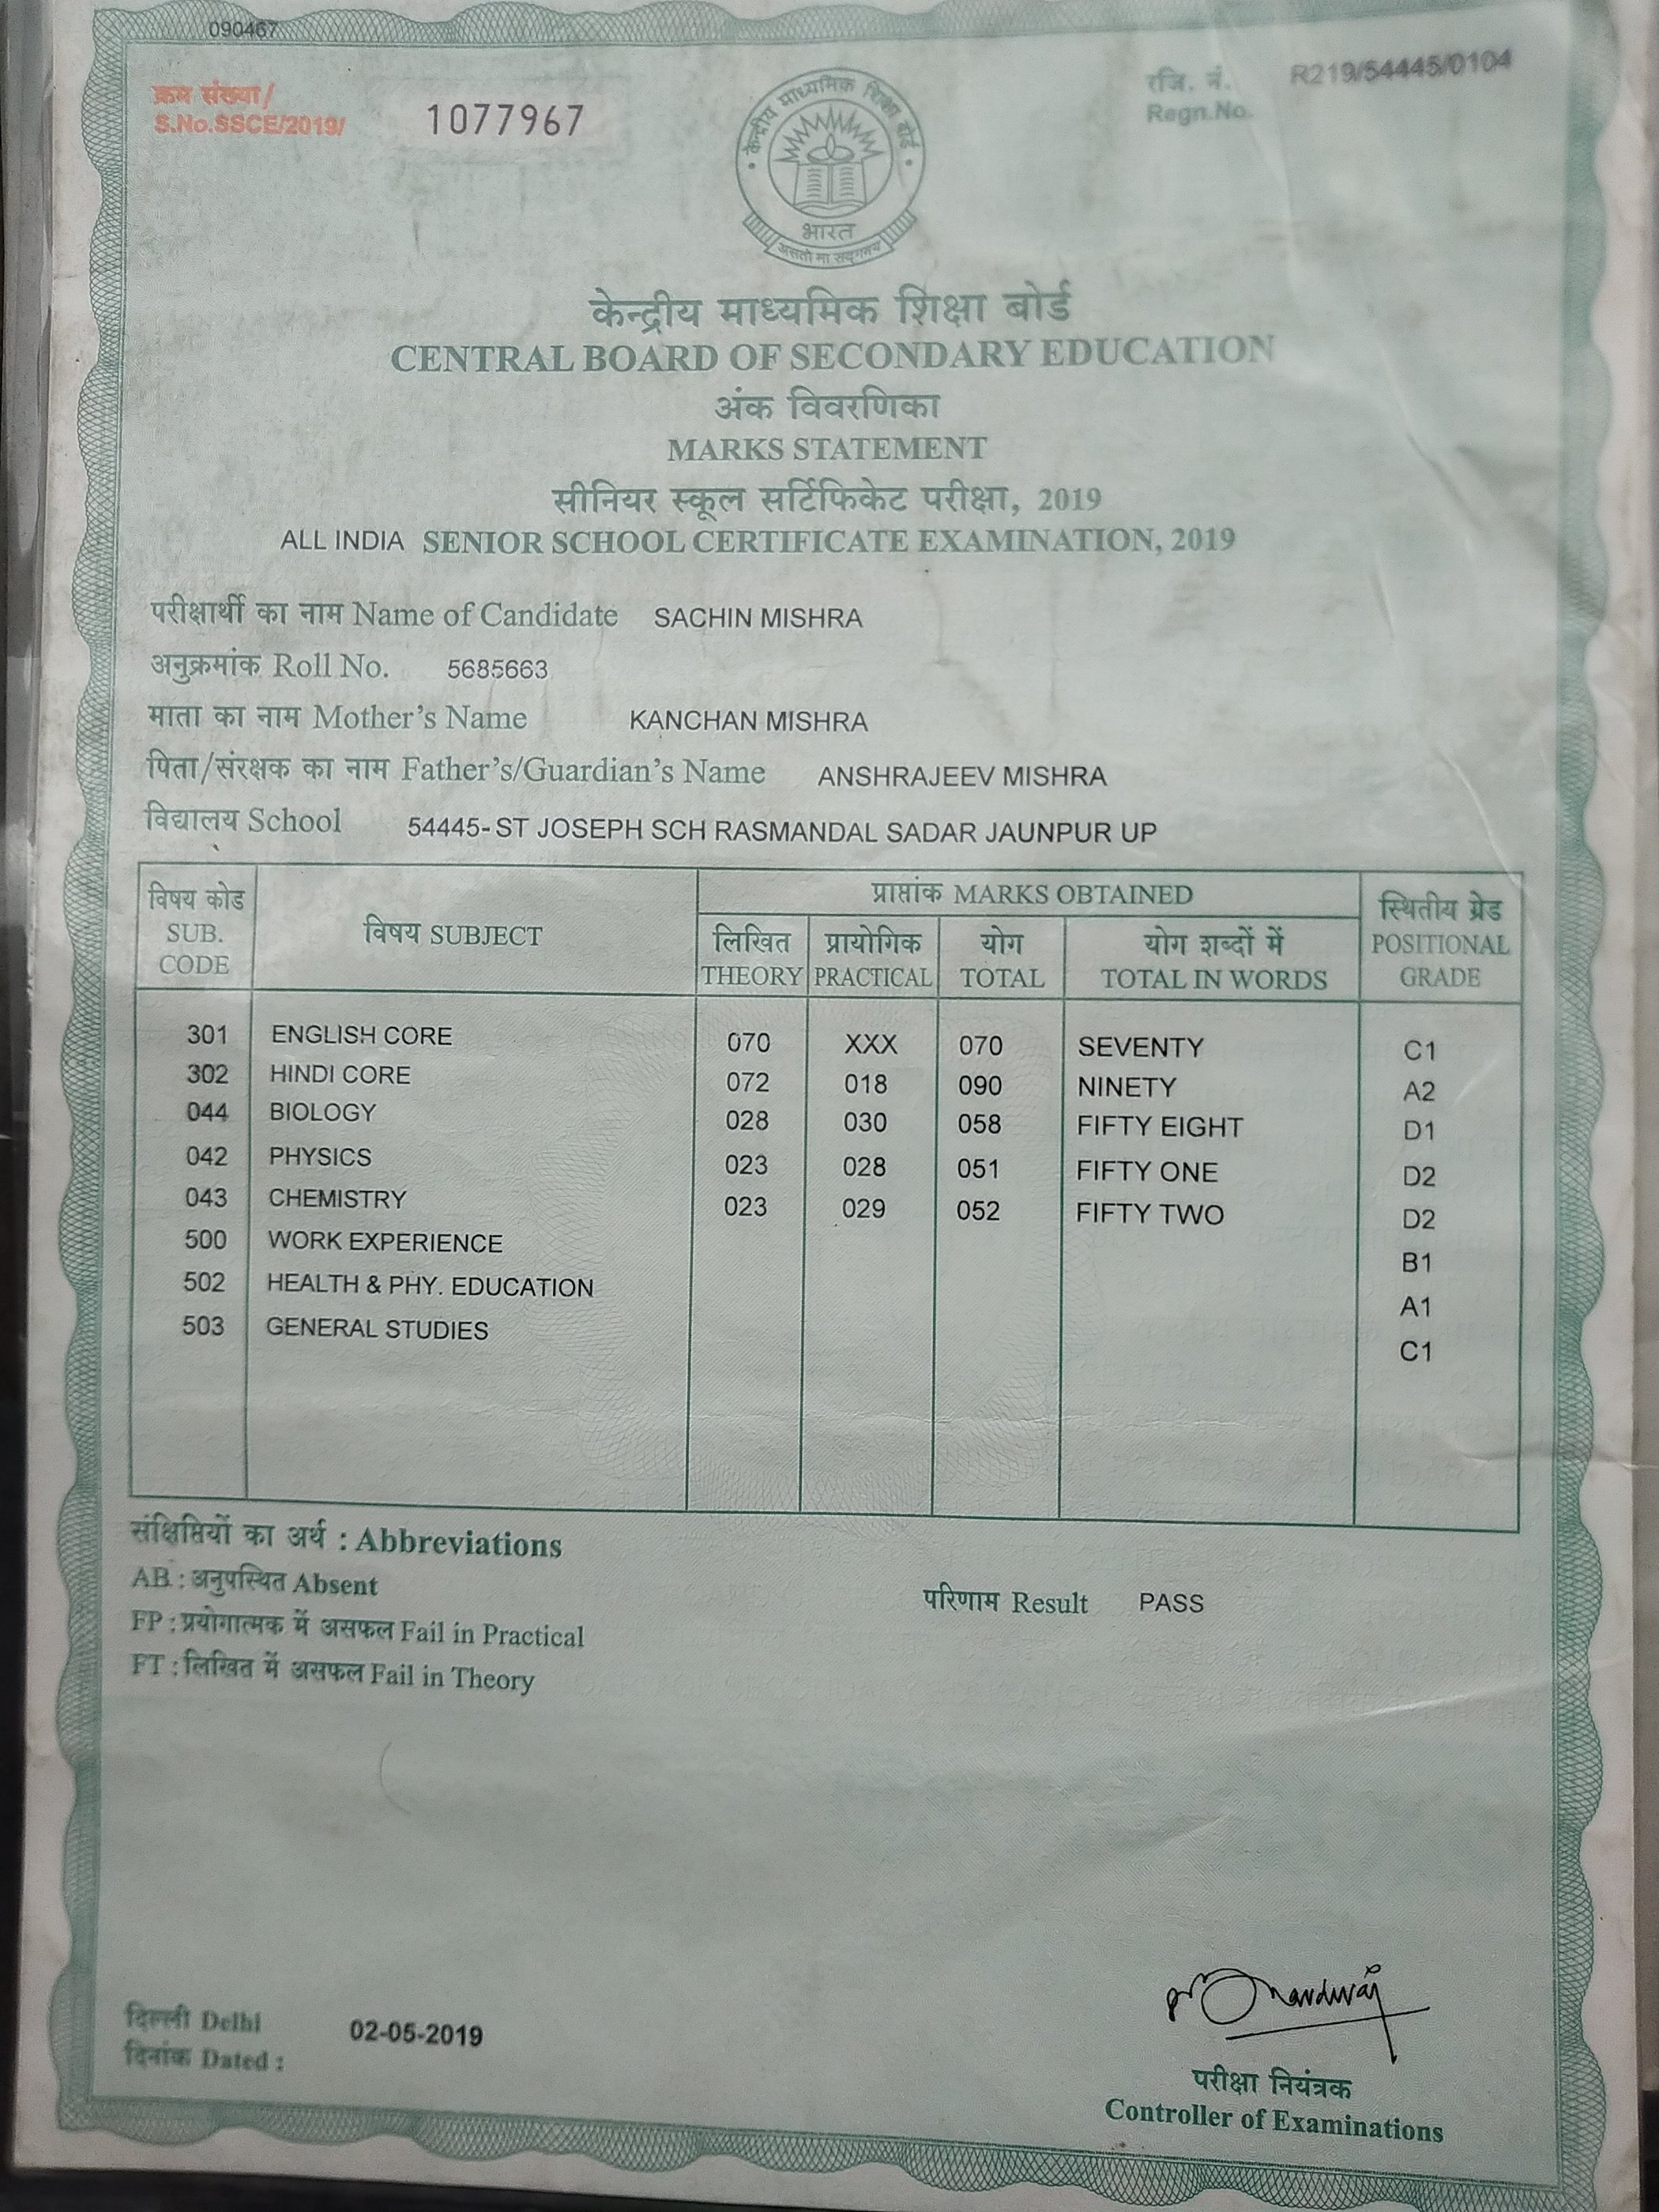 090467
क्रम संख्या/
S.No.SSCE/2019/ 1077967
रजि. नं. R219/54445/0104
Regn.No.
केन्द्रीय माध्यमिक शिक्षा बोर्ड
भारत
असतो मा सद्गमय
केन्द्रीय माध्यमिक शिक्षा बोर्ड
CENTRAL BOARD OF SECONDARY EDUCATION
अंक विवरणिका
MARKS STATEMENT
सीनियर स्कूल सर्टिफिकेट परीक्षा, 2019
ALL INDIA SENIOR SCHOOL CERTIFICATE EXAMINATION, 2019
परीक्षार्थी का नाम Name of Candidate SACHIN MISHRA
अनुक्रमांक Roll No. 5685663
माता का नाम Mother's Name KANCHAN MISHRA
पिता/संरक्षक का नाम Father's/Guardian's Name ANSHRAJEEV MISHRA
विद्यालय School 54445-ST JOSEPH SCH RASMANDAL SADAR JAUNPUR UP
विषय कोड SUB. CODE विषय SUBJECT प्राप्तांक MARKS OBTAINED स्थितीय ग्रेड POSITIONAL GRADE
लिखित प्रायोगिक योग योग शब्दों में
THEORY PRACTICAL TOTAL TOTAL IN WORDS
301 ENGLISH CORE 070 XXX 070 SEVENTY C1
302 HINDI CORE 072 018 090 NINETY A2
044 BIOLOGY 028 030 058 FIFTY EIGHT D1
042 PHYSICS 023 028 051 FIFTY ONE D2
043 CHEMISTRY 023 029 052 FIFTY TWO D2
500 WORK EXPERIENCE B1
502 HEALTH & PHY. EDUCATION A1
503 GENERAL STUDIES C1
संक्षिप्तियों का अर्थ : Abbreviations
AB : अनुपस्थित Absent
परिणाम Result PASS
FP : प्रयोगात्मक में असफल Fail in Practical
FT : लिखित में असफल Fail in Theory
दिल्ली Delhi
दिनांक Dated : 02-05-2019
परीक्षा नियंत्रक
Controller of Examinations